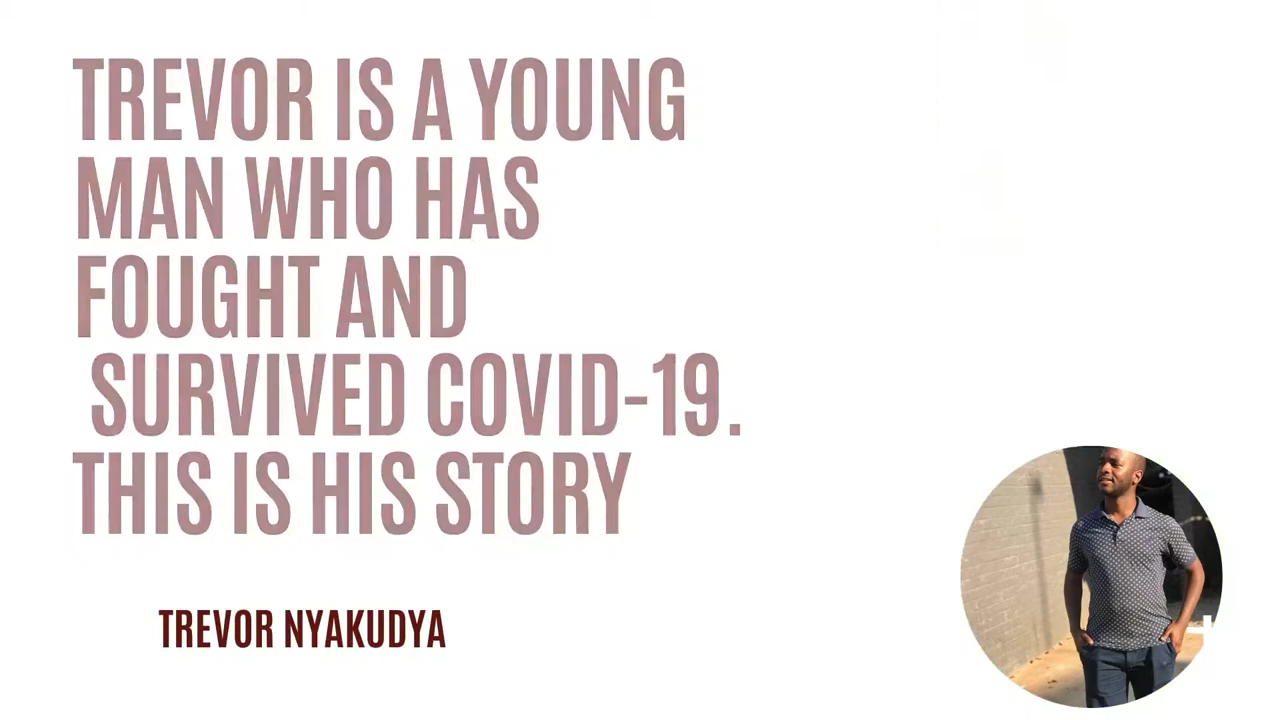 TREVOR IS A YOUNG
MAN WHO HAS
FOUGHT AND
SURVIVED COVID-19.
THIS IS HIS STORY
TREVOR NYAKUDYA